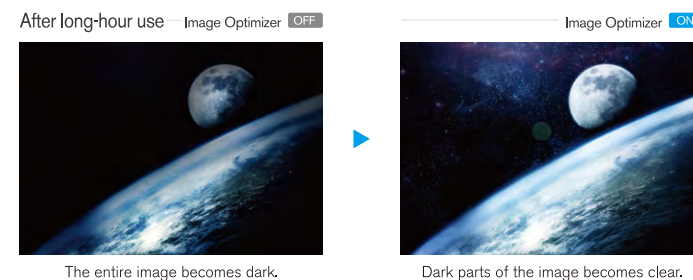 After long-hour use Image Optimizer OFF
Image Optimizer ON
The entire image becomes dark.
Dark parts of the image becomes clear.